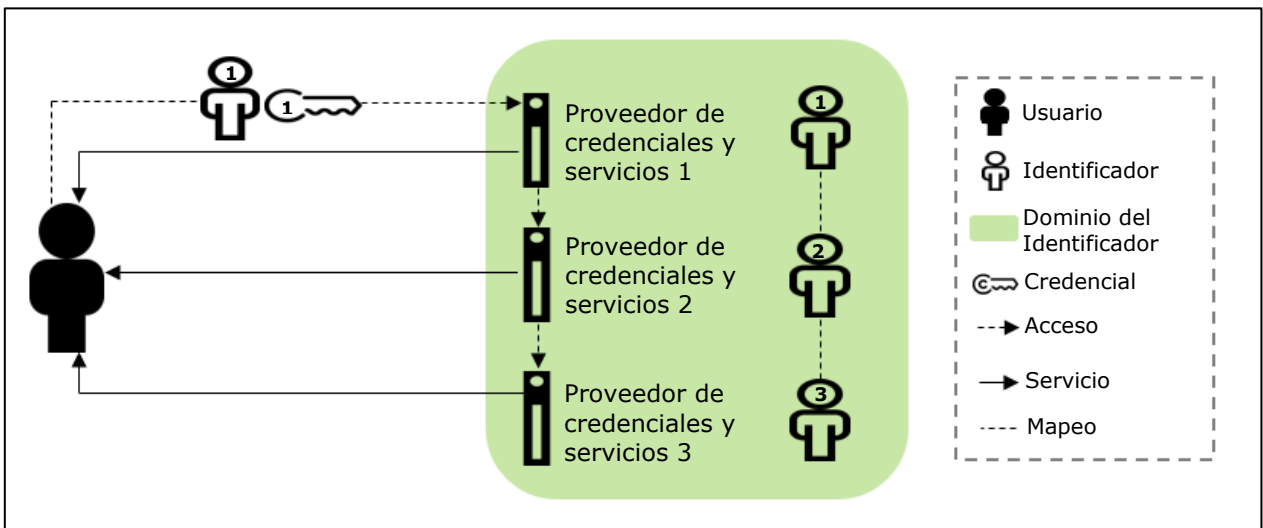 1
1
Proveedor de
credenciales y
servicios 1
1
Proveedor de
credenciales y
servicios 2
2
Proveedor de
credenciales y
servicios 3
3
Usuario
Identificador
Dominio del
Identificador
C
Credencial
Acceso
Servicio
Mapeo